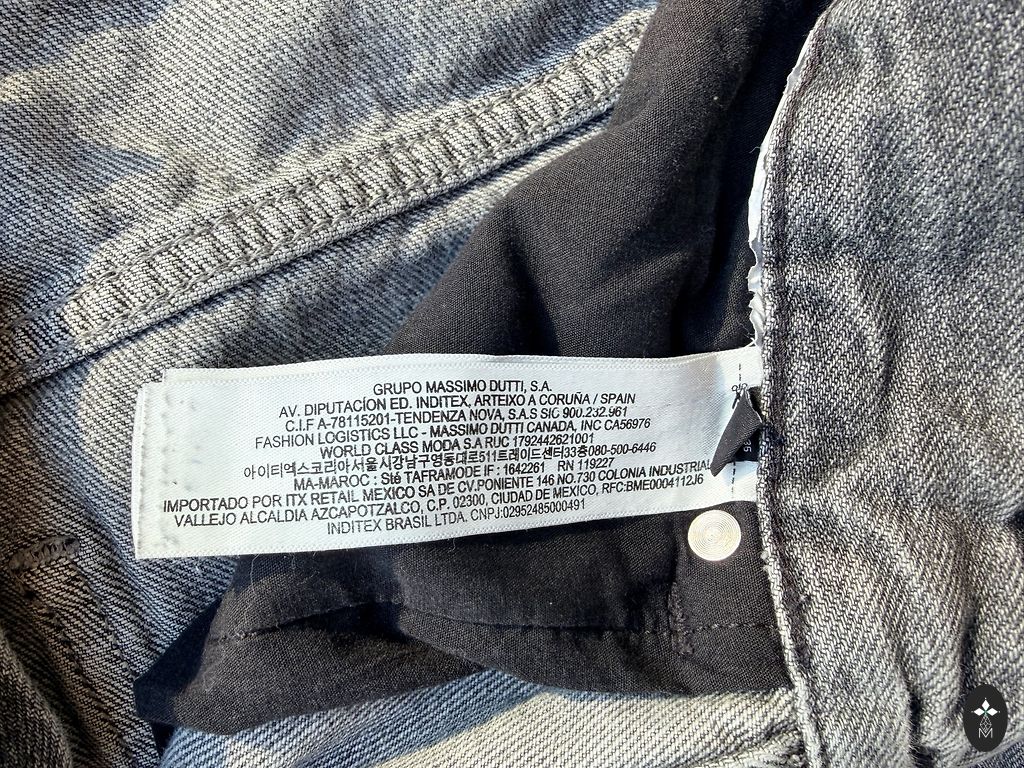 GRUPO MASSIMO DUTTI, S.A.
AV. DIPUTACÍON ED. INDITEX, ARTEIXO A CORUÑA / SPAIN
C.I.F A-78115201-TENDENZA NOVA, S.A.S SIC 900.232.961
FASHION LOGISTICS LLC - MASSIMO DUTTI CANADA, INC CA56976
WORLD CLASS MODA S.A RUC 1792442621001
아이티엑스코리아서울시강남구영동대로511트레이드센터33층080-500-6446
MA-MAROC : Sté TAFRAMODE IF : 1642261 RN 119227
IMPORTADO POR ITX RETAIL MEXICO SA DE CV.PONIENTE 146 NO.730 COLONIA INDUSTRIAL
VALLEJO ALCALDIA AZCAPOTZALCO, C.P. 02300, CIUDAD DE MEXICO, RFC:BME0004112J6
INDITEX BRASIL LTDA. CNPJ:02952485000491
M